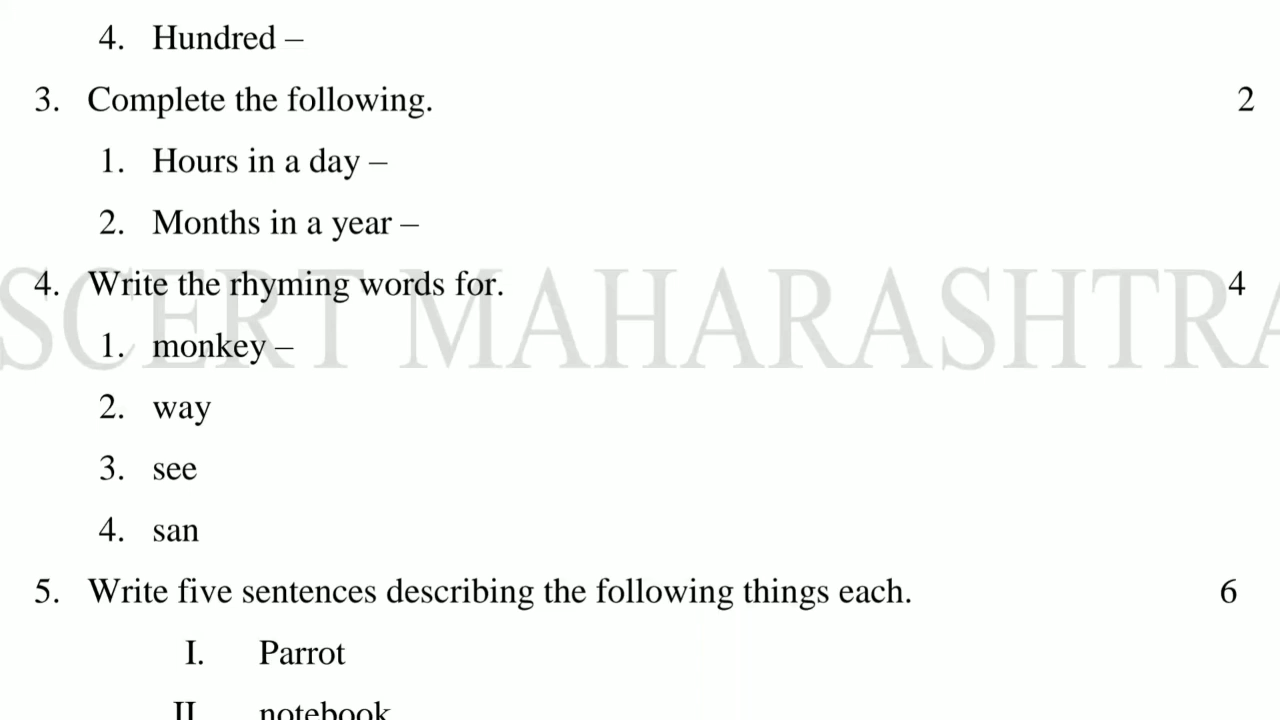 4. Hundred –
3. Complete the following. 2
1. Hours in a day –
2. Months in a year –
SCERT MAHARASHTRA
4. Write the rhyming words for. 4
1. monkey –
2. way
3. see
4. san
5. Write five sentences describing the following things each. 6
I. Parrot
II. notebook